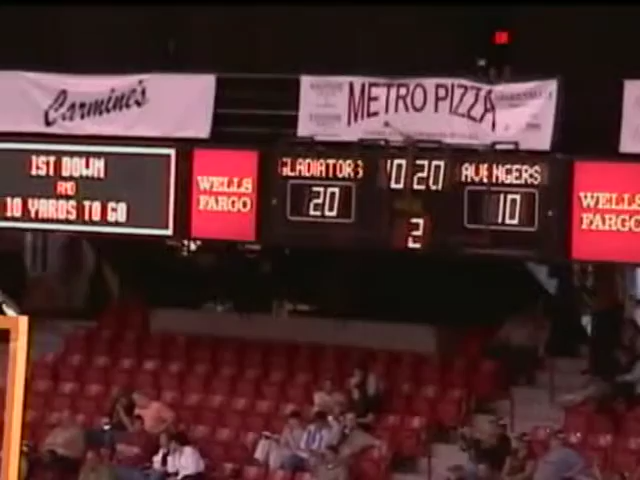 Carmine's
METRO PIZZA
1ST DOWN
AND
10 YARDS TO GO
WELLS
FARGO
GLADIATORS
20
10 20
2
AVENGERS
10
WELLS
FARGO